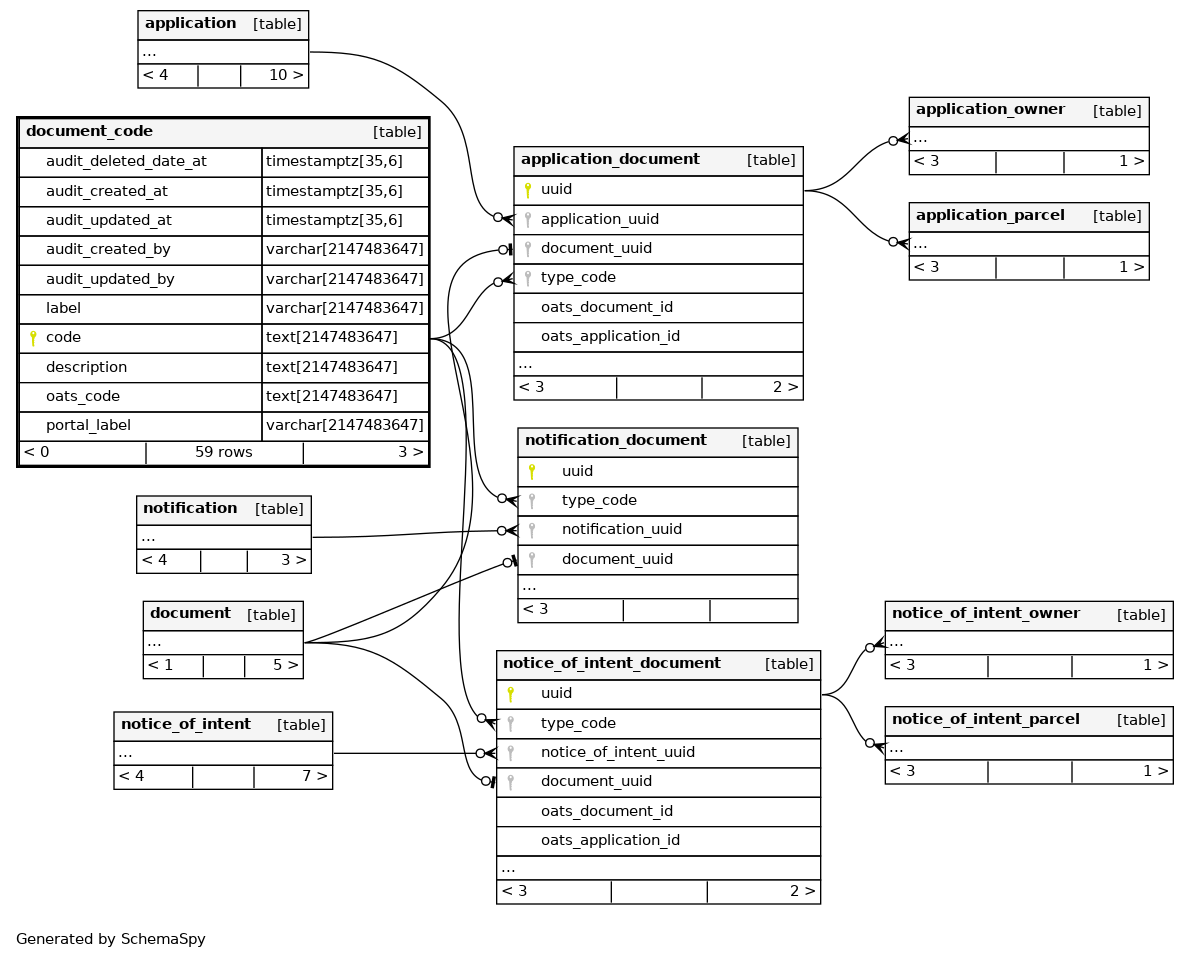 application [table]
...
< 4 10 >
document_code [table]
audit_deleted_date_at timestamptz[35,6]
audit_created_at timestamptz[35,6]
audit_updated_at timestamptz[35,6]
audit_created_by varchar[2147483647]
audit_updated_by varchar[2147483647]
label varchar[2147483647]
code text[2147483647]
description text[2147483647]
oats_code text[2147483647]
portal_label varchar[2147483647]
< 0 59 rows 3 >
notification [table]
...
< 4 3 >
document [table]
...
< 1 5 >
notice_of_intent [table]
...
< 4 7 >
application_document [table]
uuid
application_uuid
document_uuid
type_code
oats_document_id
oats_application_id
...
< 3 2 >
notification_document [table]
uuid
type_code
notification_uuid
document_uuid
...
< 3
notice_of_intent_document [table]
uuid
type_code
notice_of_intent_uuid
document_uuid
oats_document_id
oats_application_id
...
< 3 2 >
application_owner [table]
...
< 3 1 >
application_parcel [table]
...
< 3 1 >
notice_of_intent_owner [table]
...
< 3 1 >
notice_of_intent_parcel [table]
...
< 3 1 >
Generated by SchemaSpy